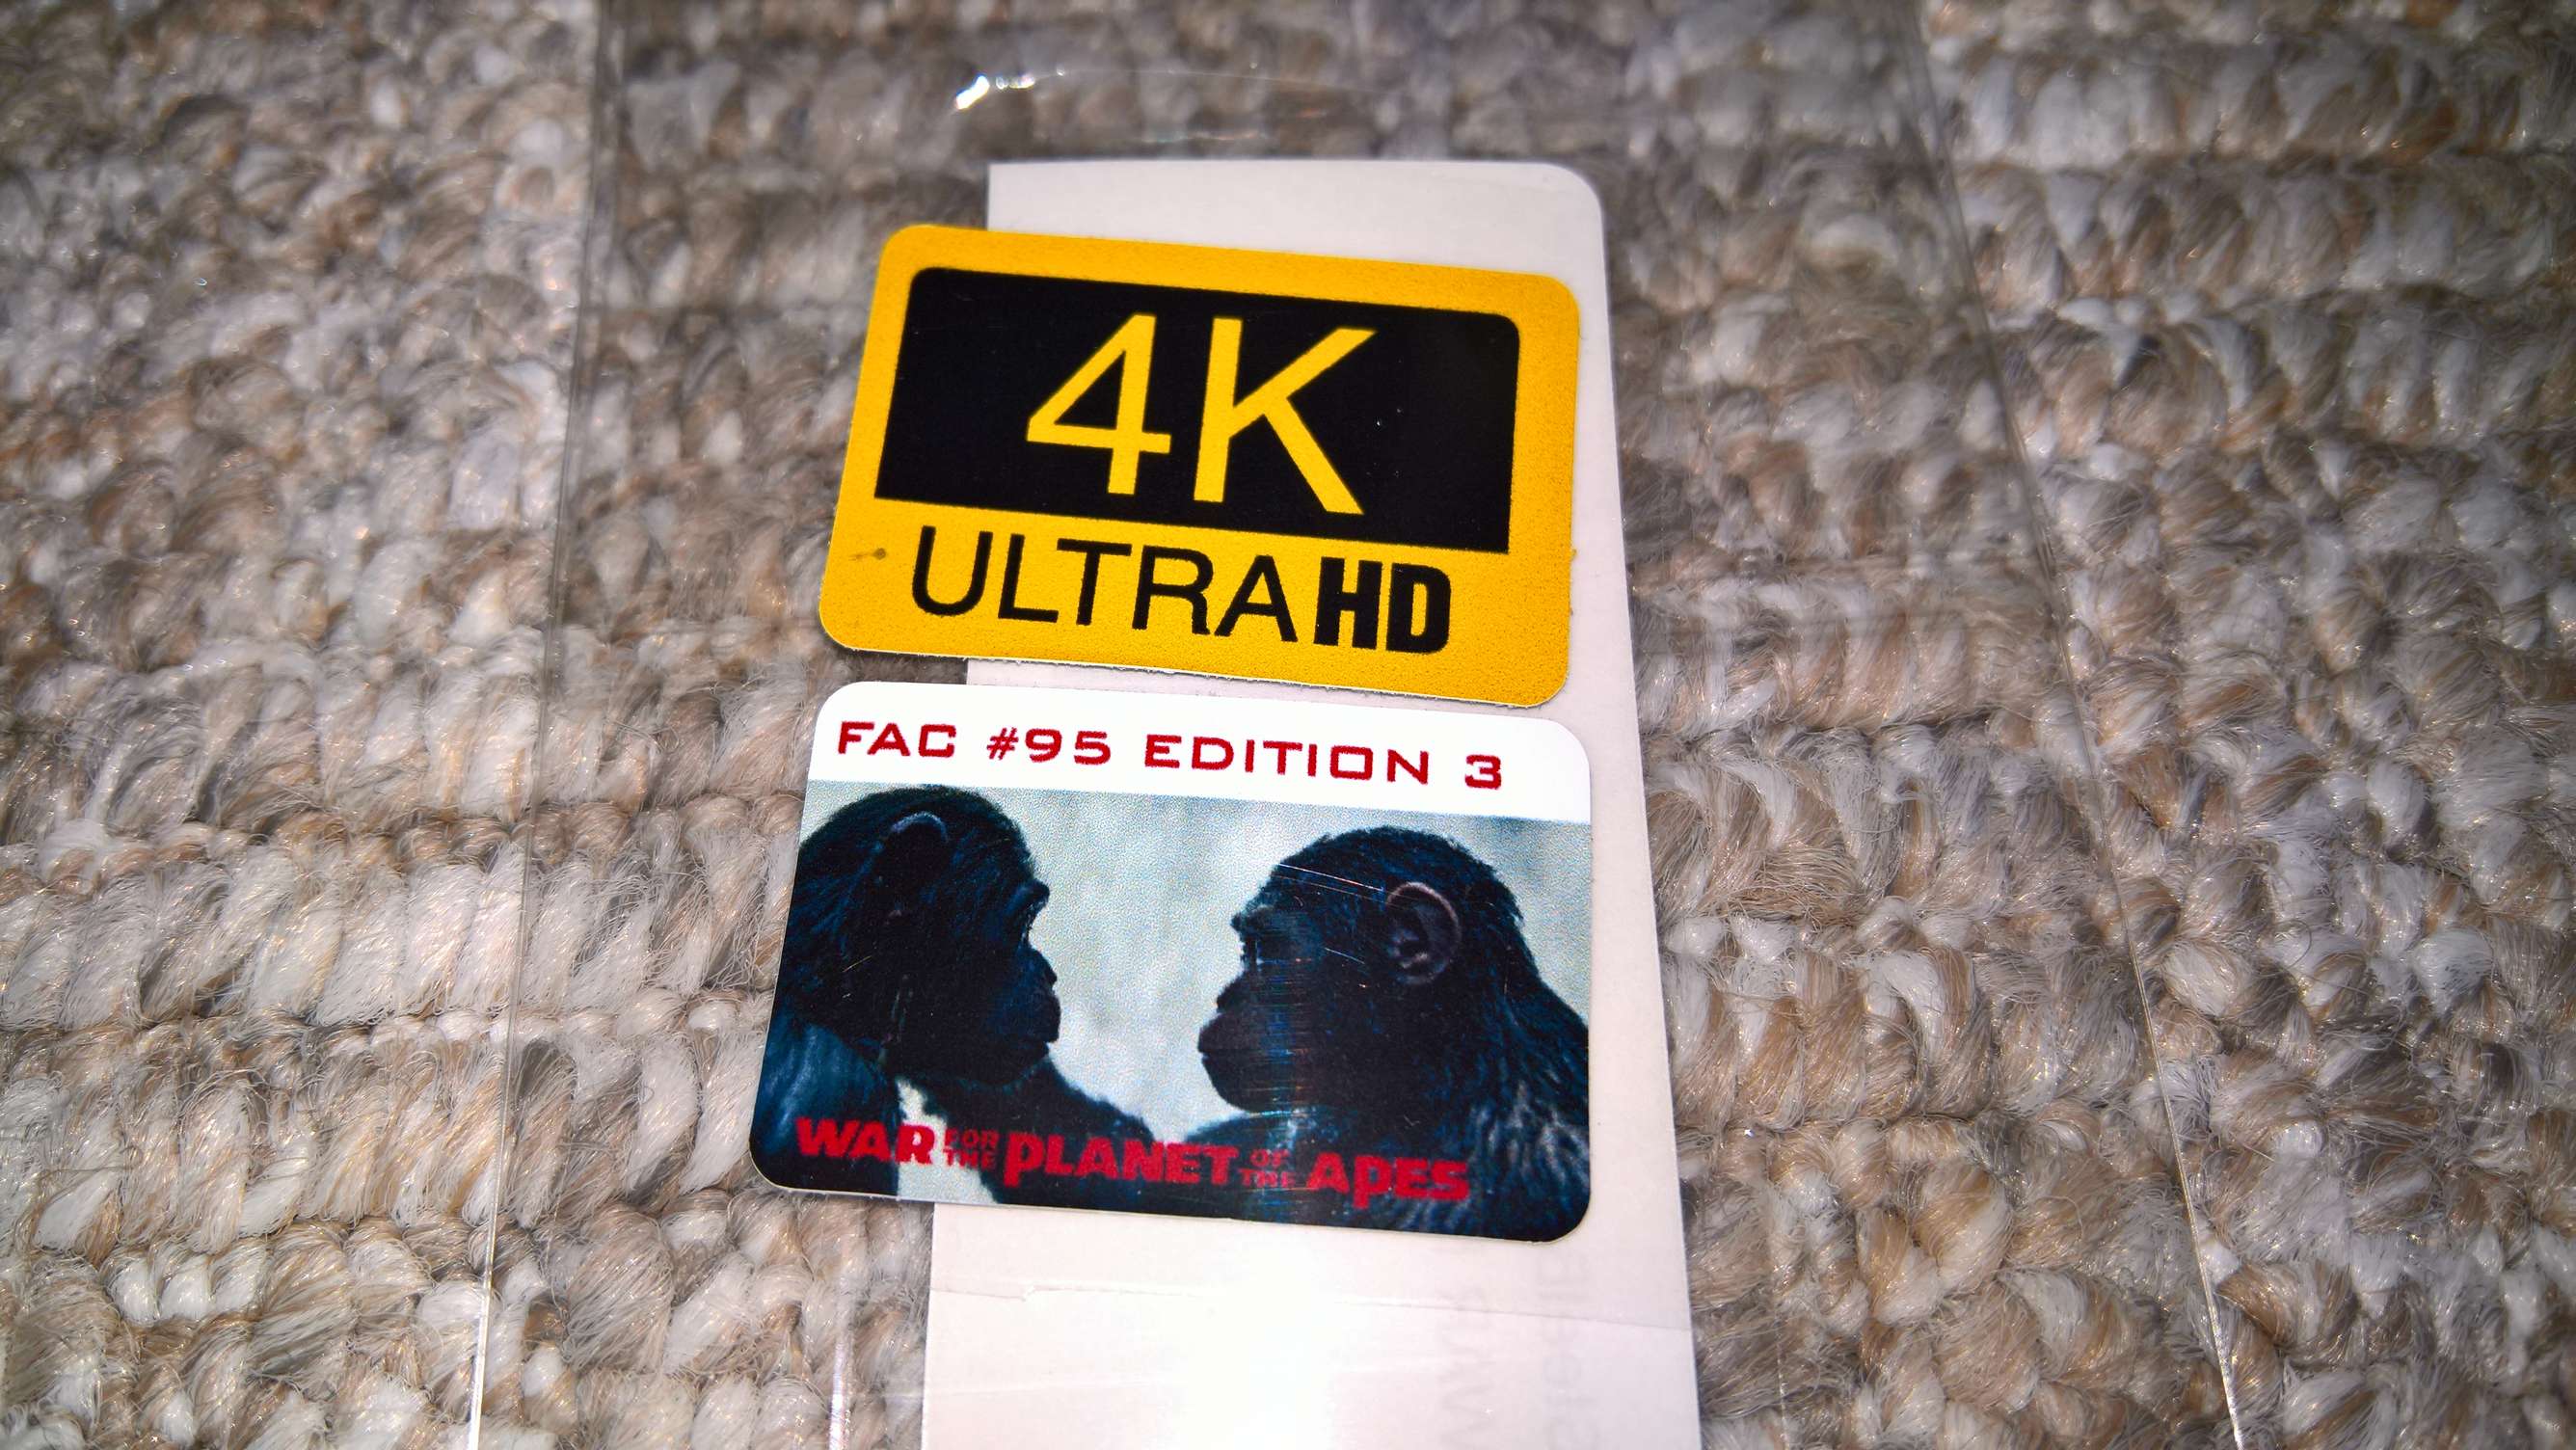 4K
ULTRA HD
FAC #95 EDITION 3
WAR FOR THE PLANET OF THE APES